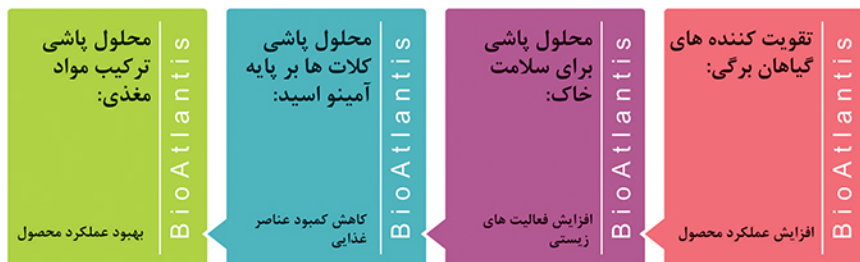 تقویت کننده های
گیاهان برگی:
افزایش عملکرد محصول
BioAtlantis
محلول پاشی
برای سلامت
خاک:
افزایش فعالیت های
زیستی
BioAtlantis
محلول پاشی
کلات ها بر پایه
آمینو اسید:
کاهش کمبود عناصر
غذایی
BioAtlantis
محلول پاشی
ترکیب مواد
مغذی:
بهبود عملکرد محصول
BioAtlantis